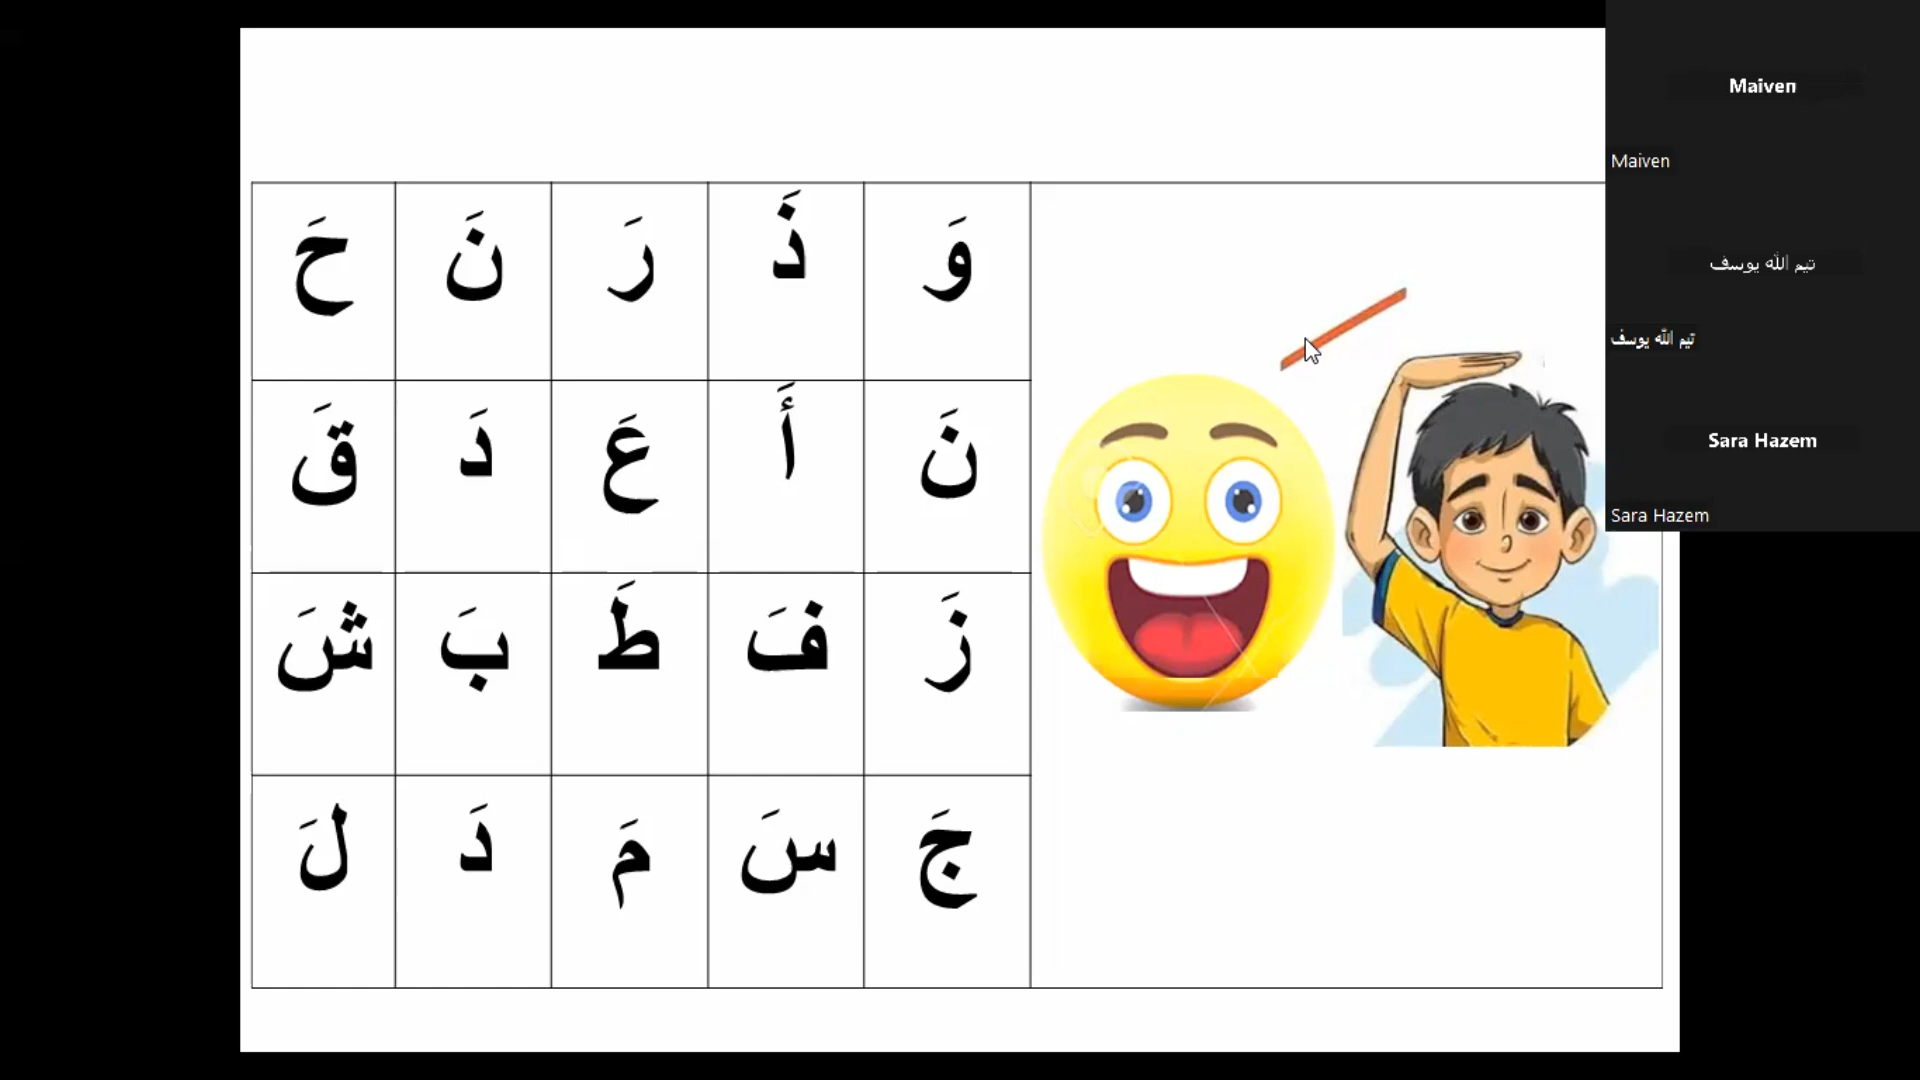 وَ ذَ رَ نَ حَ
نَ أَ عَ دَ قَ
زَ فَ طَ بَ شَ
جَ سَ مَ دَ لَ
Maiven
Maiven
تيم الله يوسف
تيم الله يوسف
Sara Hazem
Sara Hazem